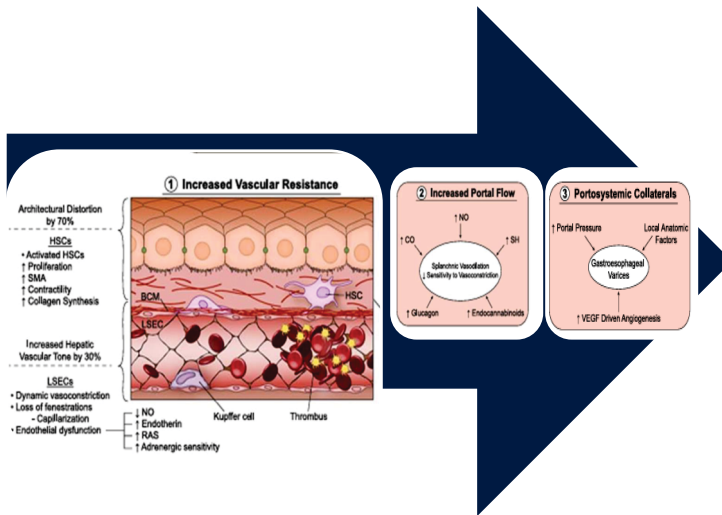 ① Increased Vascular Resistance
Architectural Distortion
by 70%
HSCs
• Activated HSCs
↑ Proliferation
↑ SMA
↑ Contractility
↑ Collagen Synthesis
Increased Hepatic
Vascular Tone by 30%
LSECs
• Dynamic vasoconstriction
• Loss of fenestrations
- Capillarization
• Endothelial dysfunction
↓ NO
↑ Endotherin
↑ RAS
↑ Adrenergic sensitivity
BCM
HSC
LSEC
Kupffer cell
Thrombus
② Increased Portal Flow
↑ NO
↑ CO
↑ SH
Splanchnic Vasodilation
↓ Sensitivity to Vasoconstriction
↑ Glucagon
↑ Endocannabinoids
③ Portosystemic Collaterals
↑ Portal Pressure
Local Anatomic
Factors
Gastroesophageal
Varices
↑ VEGF Driven Angiogenesis